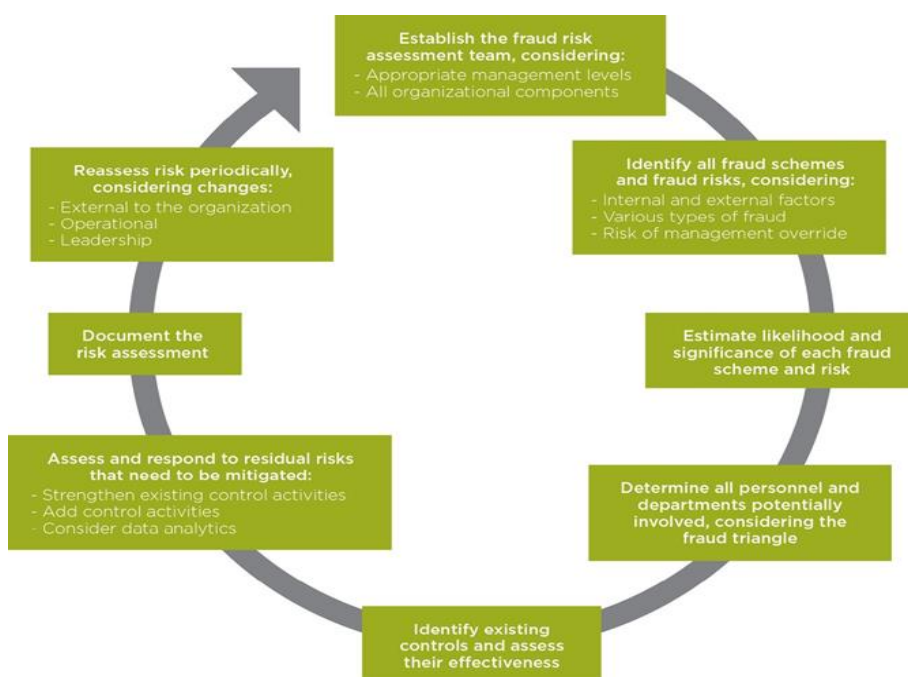 Establish the fraud risk
assessment team, considering:
- Appropriate management levels
- All organizational components
Identify all fraud schemes
and fraud risks, considering:
- Internal and external factors
- Various types of fraud
- Risk of management override
Estimate likelihood and
significance of each fraud
scheme and risk
Determine all personnel and
departments potentially
involved, considering the
fraud triangle
Identify existing
controls and assess
their effectiveness
Assess and respond to residual risks
that need to be mitigated:
- Strengthen existing control activities
- Add control activities
- Consider data analytics
Document the
risk assessment
Reassess risk periodically,
considering changes:
- External to the organization
- Operational
- Leadership